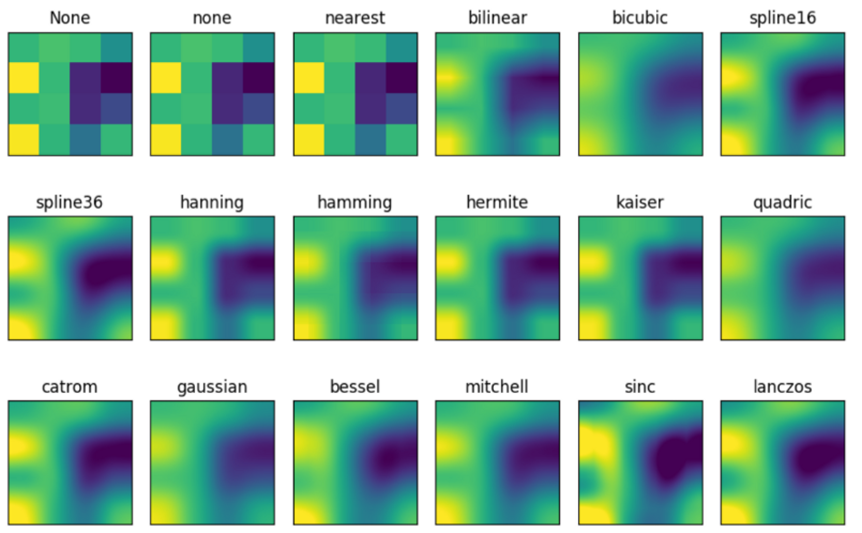 None none nearest bilinear bicubic spline16
spline36 hanning hamming hermite kaiser quadric
catrom gaussian bessel mitchell sinc lanczos